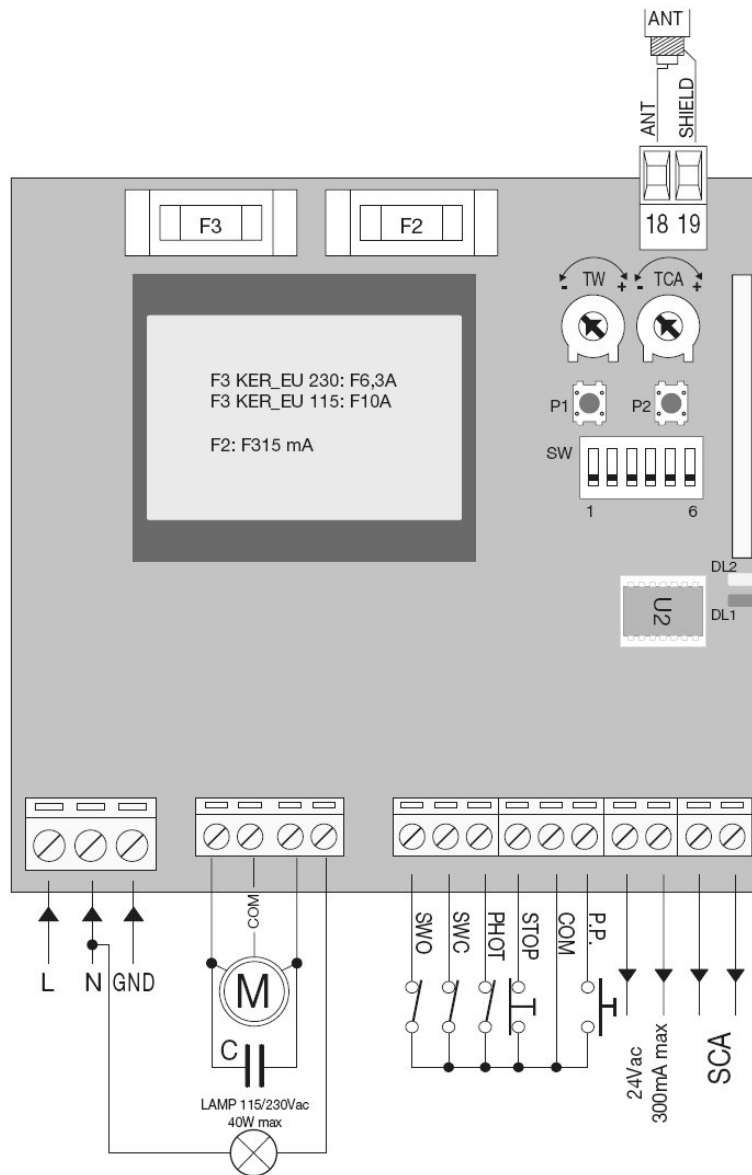 ANT
ANT
SHIELD
F3
F2
18 19
- TW +
- TCA +
F3 KER_EU 230: F6,3A
F3 KER_EU 115: F10A
F2: F315 mA
P1
P2
SW
1
6
DL2
U2
DL1
COM
SWO
SWC
PHOT
STOP
COM
P.P.
L
N
GND
M
C
24Vac
300mA max
SCA
LAMP 115/230Vac
40W max